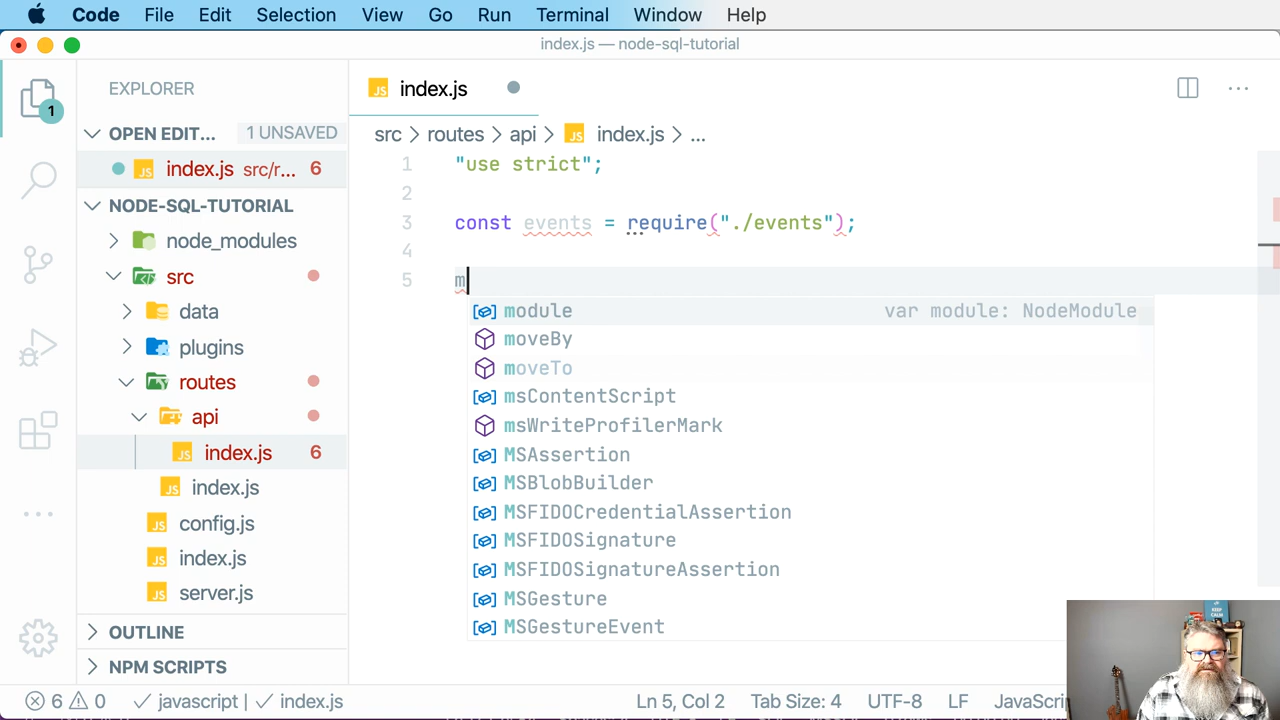 Code File Edit Selection View Go Run Terminal Window Help
index.js — node-sql-tutorial
EXPLORER
OPEN EDIT... 1 UNSAVED
index.js src/r... 6
NODE-SQL-TUTORIAL
node_modules
src
data
plugins
routes
api
index.js 6
index.js
config.js
index.js
server.js
OUTLINE
NPM SCRIPTS
1
index.js
src > routes > api > index.js > ...
1 "use strict";
2
3 const events = require("./events");
4
5 m
module var module: NodeModule
moveBy
moveTo
msContentScript
msWriteProfilerMark
MSAssertion
MSBlobBuilder
MSFIDOCredentialAssertion
MSFIDOSignature
MSFIDOSignatureAssertion
MSGesture
MSGestureEvent
6 0 javascript | index.js Ln 5, Col 2 Tab Size: 4 UTF-8 LF